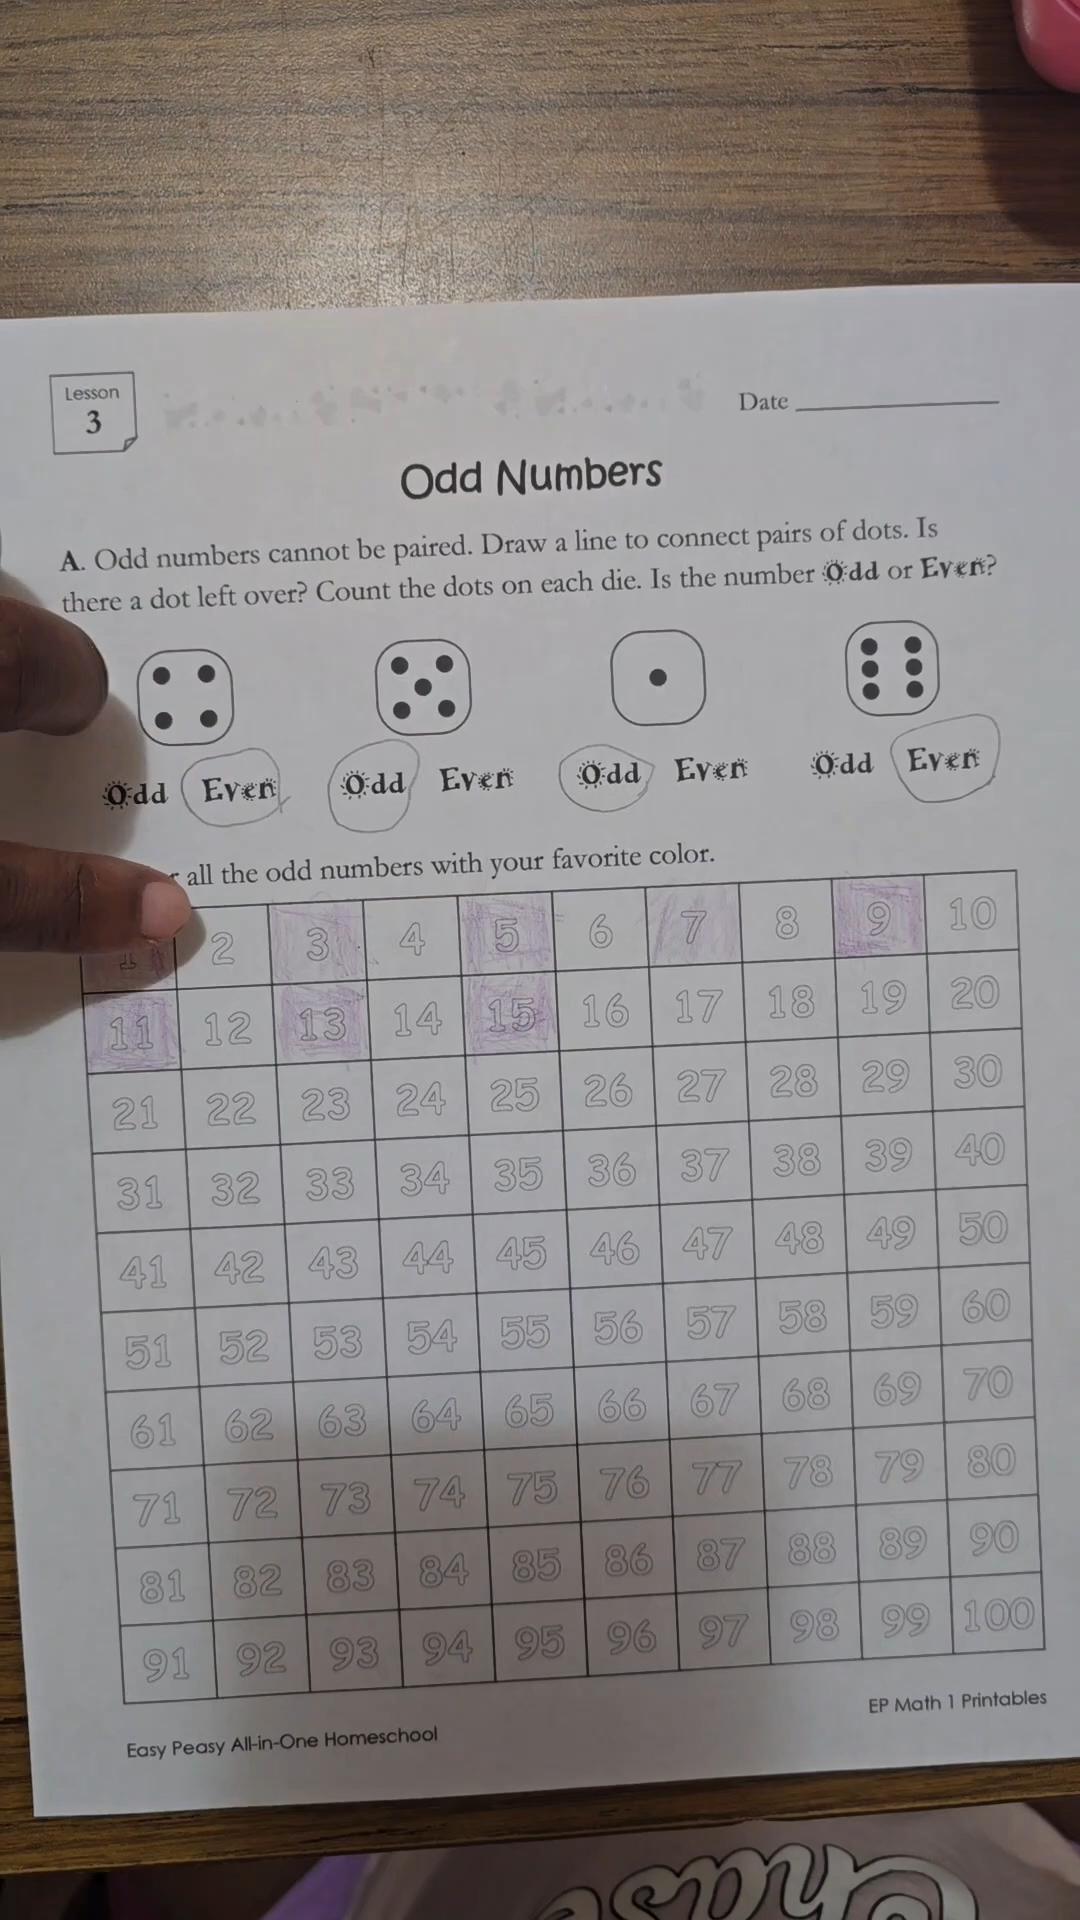 Lesson
3
Date
Odd Numbers
A. Odd numbers cannot be paired. Draw a line to connect pairs of dots. Is
there a dot left over? Count the dots on each die. Is the number Odd or Even?
Odd Even Odd Even Odd Even Odd Even
all the odd numbers with your favorite color.
1 2 3 4 5 6 7 8 9 10
11 12 13 14 15 16 17 18 19 20
21 22 23 24 25 26 27 28 29 30
31 32 33 34 35 36 37 38 39 40
41 42 43 44 45 46 47 48 49 50
51 52 53 54 55 56 57 58 59 60
61 62 63 64 65 66 67 68 69 70
71 72 73 74 75 76 77 78 79 80
81 82 83 84 85 86 87 88 89 90
91 92 93 94 95 96 97 98 99 100
Easy Peasy All-in-One Homeschool
EP Math 1 Printables